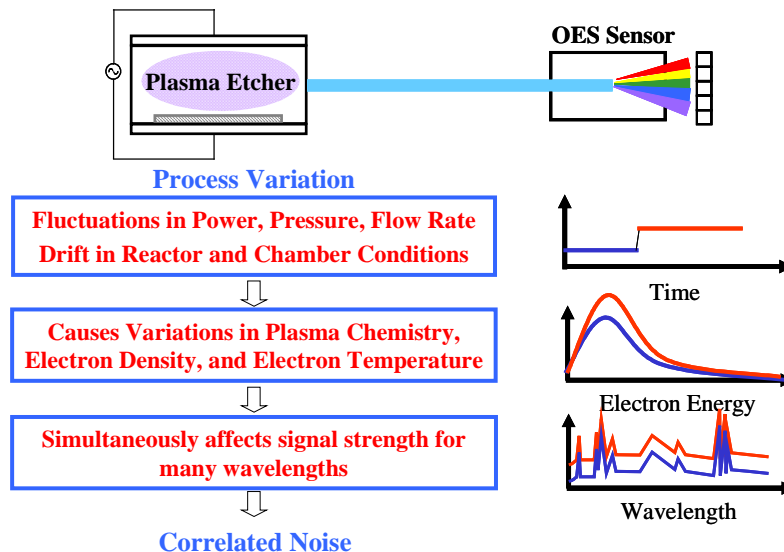 OES Sensor
Plasma Etcher
Process Variation
Fluctuations in Power, Pressure, Flow Rate
Drift in Reactor and Chamber Conditions
Time
Causes Variations in Plasma Chemistry,
Electron Density, and Electron Temperature
Electron Energy
Simultaneously affects signal strength for
many wavelengths
Wavelength
Correlated Noise